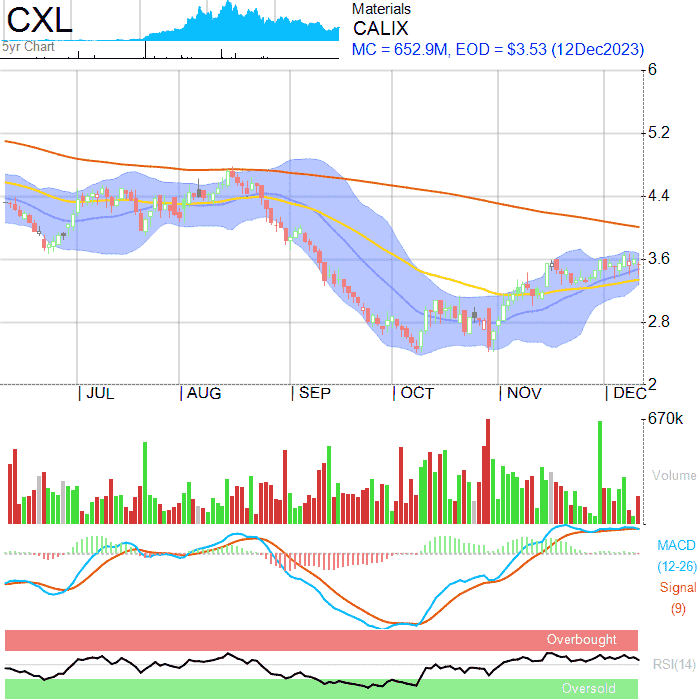 CXL
5yr Chart
Materials
CALIX
MC = 652.9M, EOD = $3.53 (12Dec2023)
6
5.2
4.4
3.6
2.8
2
| JUL | AUG | SEP | OCT | NOV | DEC
670k
Volume
MACD
(12-26)
Signal
(9)
Overbought
RSI(14)
Oversold